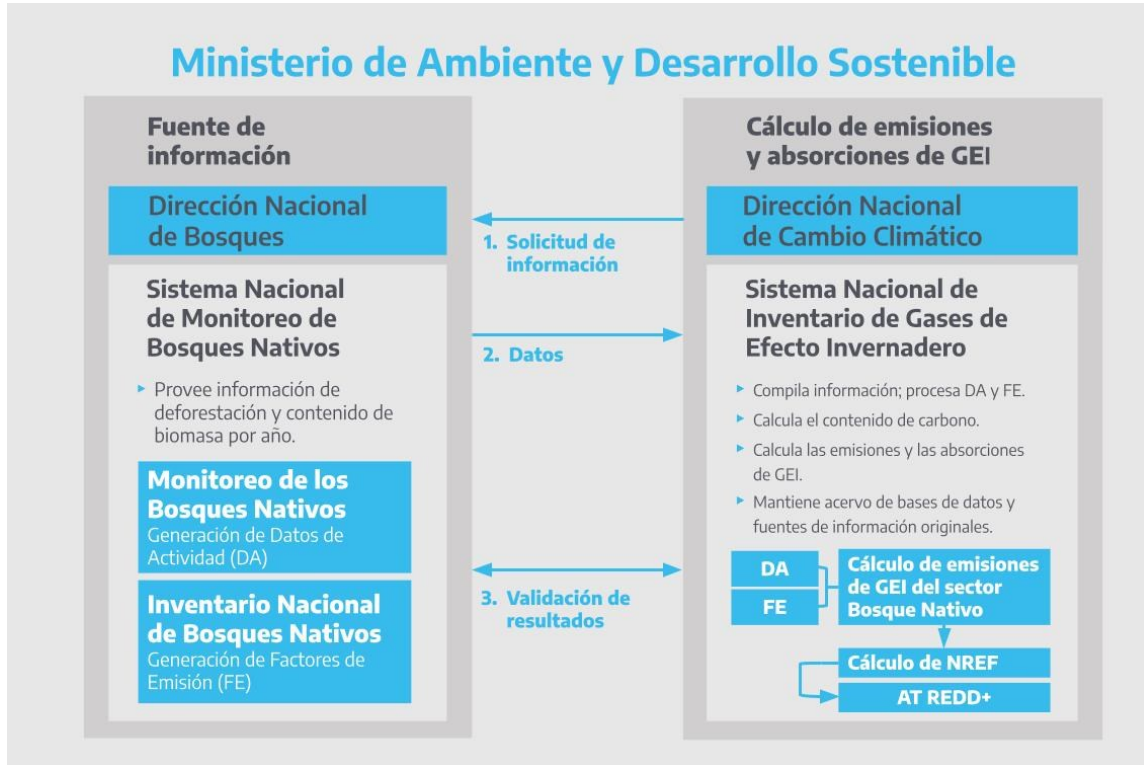 Ministerio de Ambiente y Desarrollo Sostenible
Fuente de
información
Dirección Nacional
de Bosques
Sistema Nacional
de Monitoreo de
Bosques Nativos
▸ Provee información de
deforestación y contenido de
biomasa por año.
Monitoreo de los
Bosques Nativos
Generación de Datos de
Actividad (DA)
Inventario Nacional
de Bosques Nativos
Generación de Factores de
Emisión (FE)
1. Solicitud de
información
2. Datos
3. Validación de
resultados
Cálculo de emisiones
y absorciones de GEI
Dirección Nacional
de Cambio Climático
Sistema Nacional de
Inventario de Gases de
Efecto Invernadero
▸ Compila información; procesa DA y FE.
▸ Calcula el contenido de carbono.
▸ Calcula las emisiones y las absorciones
de GEI.
▸ Mantiene acervo de bases de datos y
fuentes de información originales.
DA
FE
Cálculo de emisiones
de GEI del sector
Bosque Nativo
Cálculo de NREF
AT REDD+